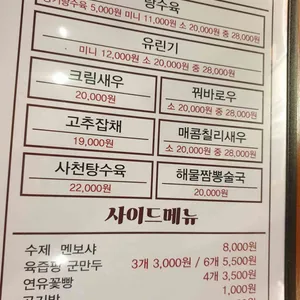 탕수육
5,000원 미니 11,000원 소 20,000원 중 28,000원
유린기
미니 12,000원 소 20,000원 중 28,000원
크림새우
20,000원
꿔바로우
소 20,000원 중 28,000원
고추잡채
19,000원
매콤칠리새우
소 20,000원 중 28,000원
사천탕수육
22,000원
해물짬뽕술국
20,000원
사이드메뉴
수제 멘보샤 8,000원
육즙팡 군만두 3개 3,000원 / 6개 5,500원
연유꽃빵 4개 3,500원
공기밥 1,000원